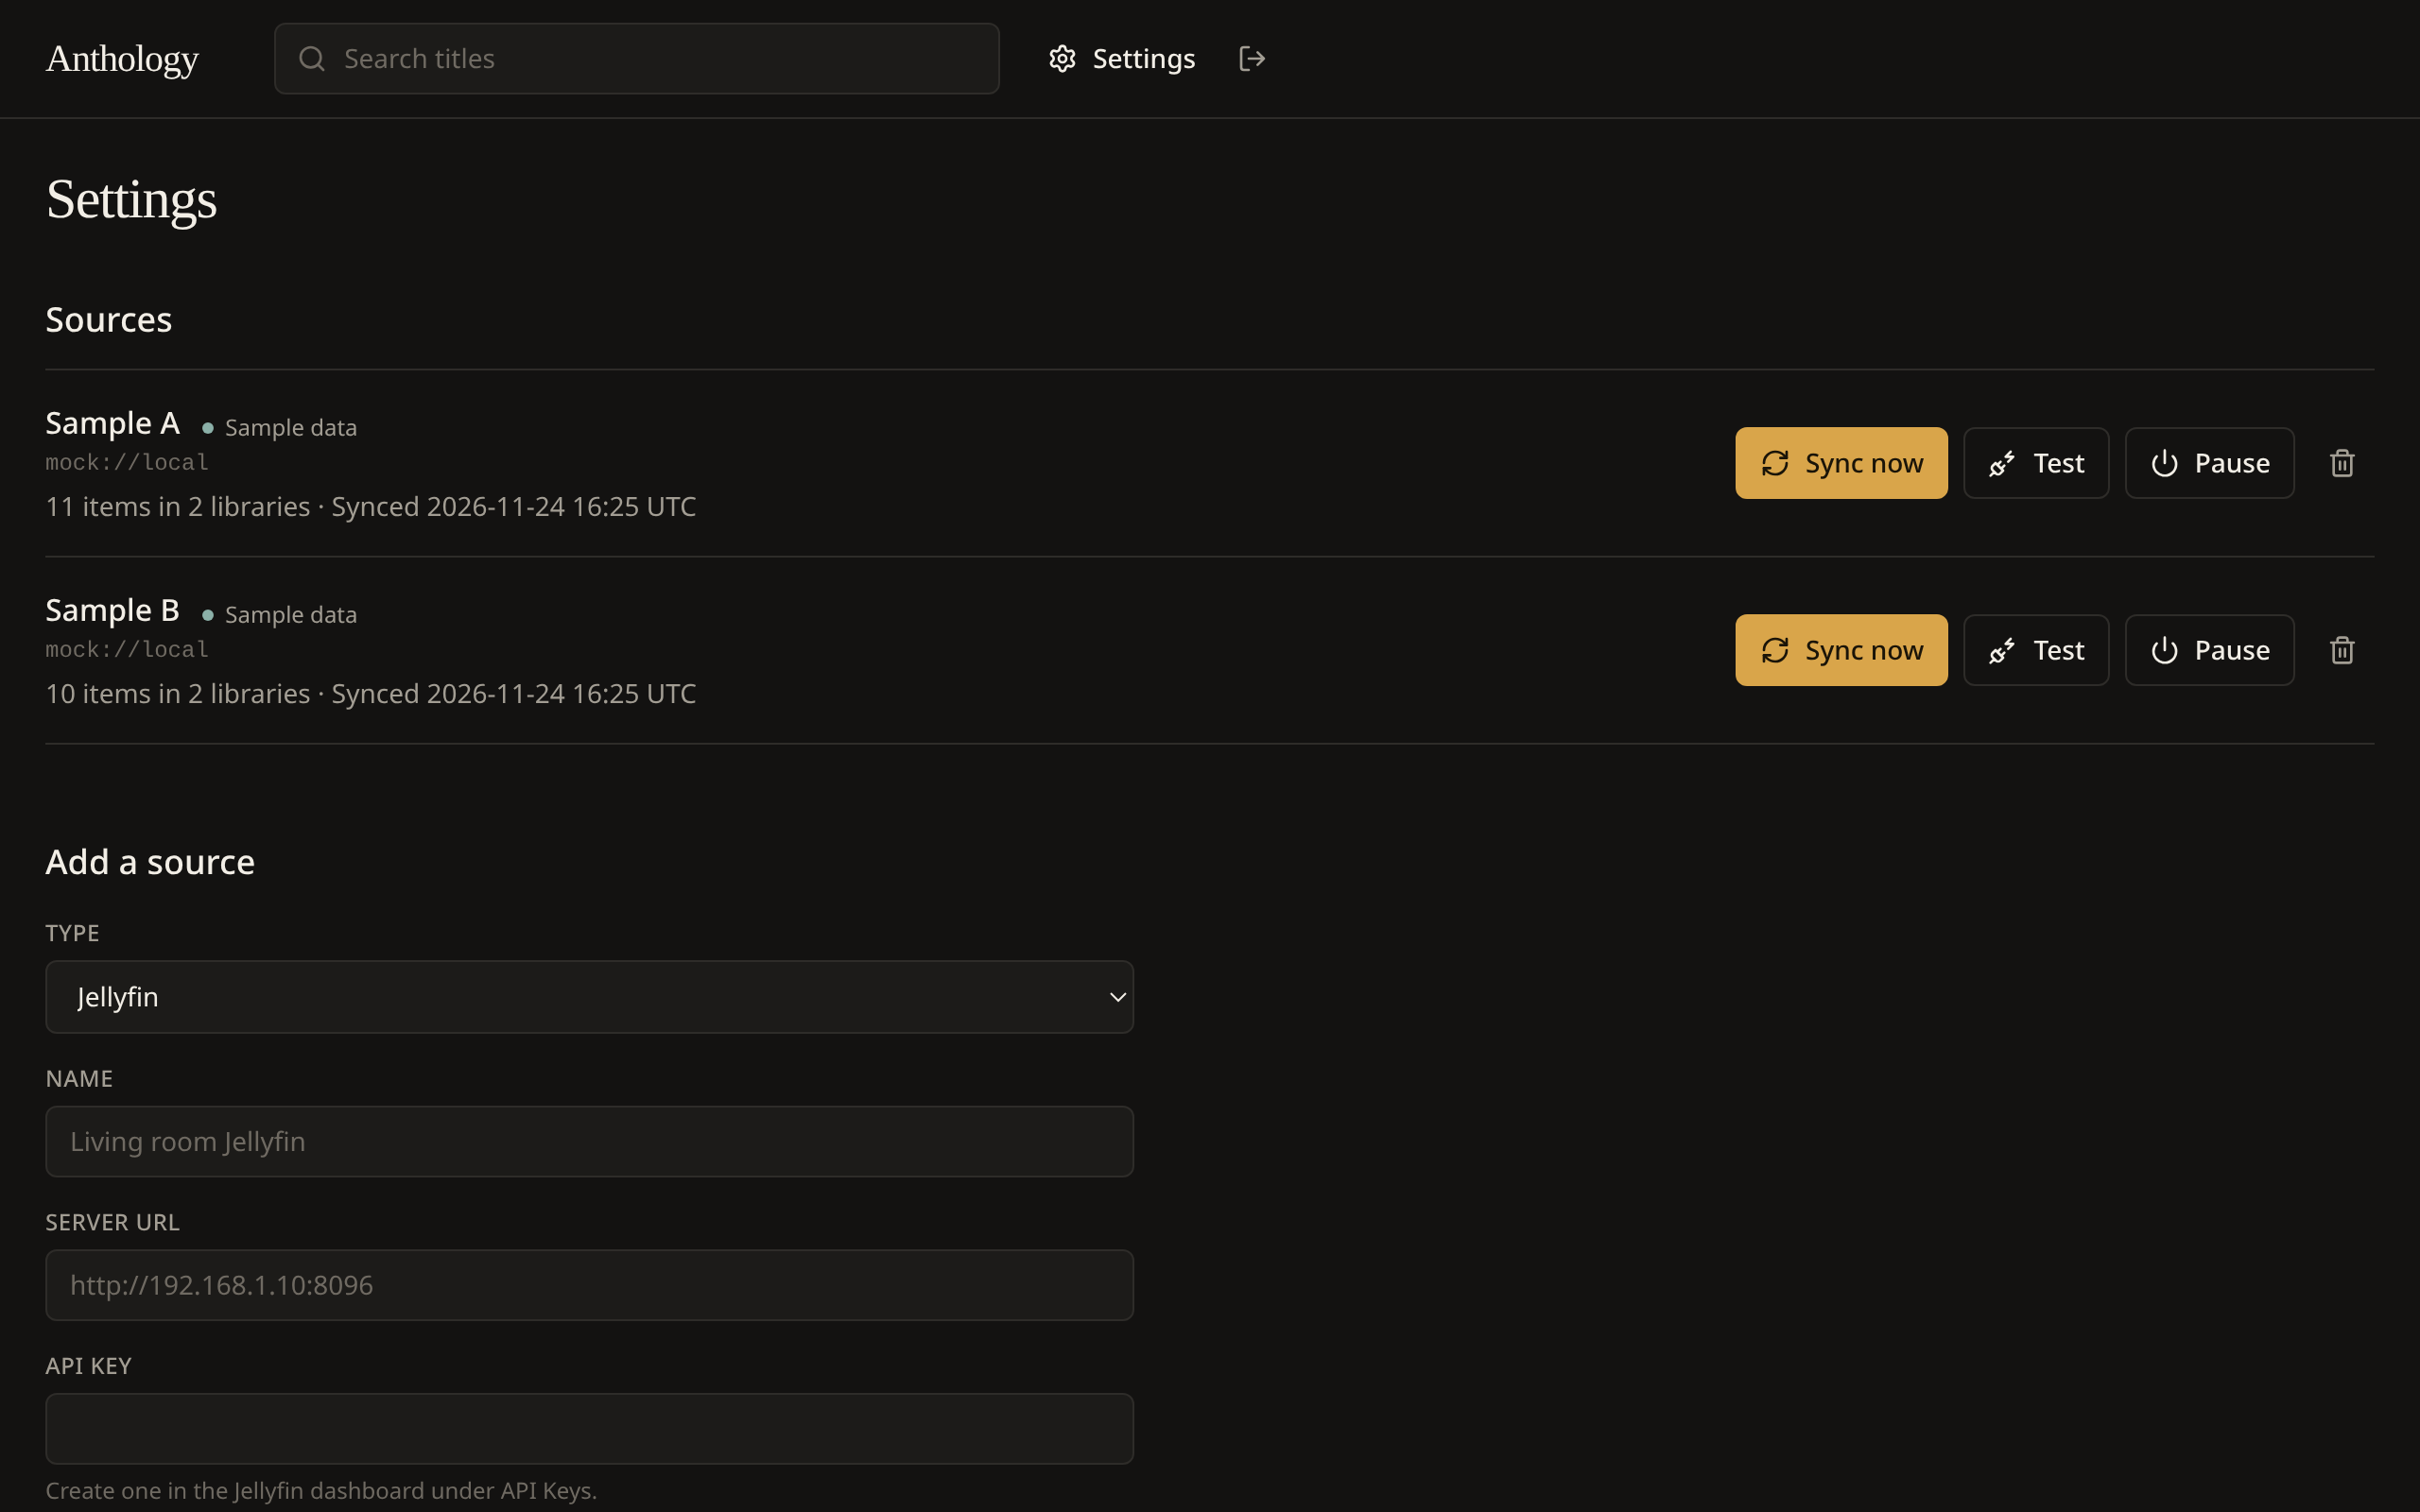 Anthology
Search titles
Settings
Settings
Sources
Sample A
Sample data
mock://local
11 items in 2 libraries · Synced 2026-11-24 16:25 UTC
Sync now
Test
Pause
Sample B
Sample data
mock://local
10 items in 2 libraries · Synced 2026-11-24 16:25 UTC
Sync now
Test
Pause
Add a source
TYPE
Jellyfin
NAME
Living room Jellyfin
SERVER URL
http://192.168.1.10:8096
API KEY
Create one in the Jellyfin dashboard under API Keys.